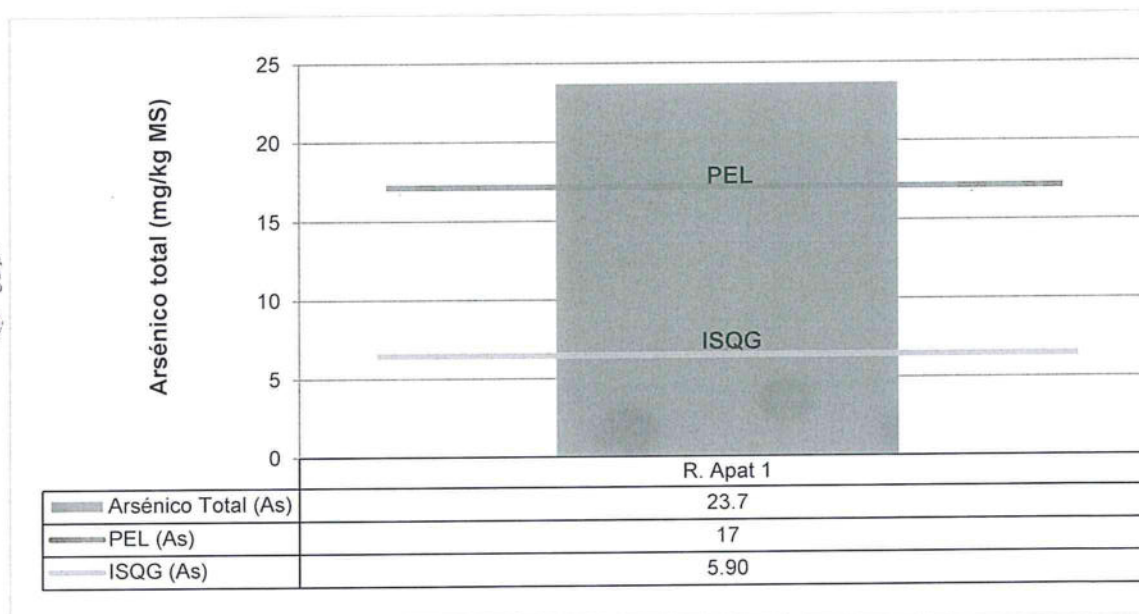 Arsénico total (mg/kg MS)
25
20
15
10
5
0
PEL
ISQG
R. Apat 1
Arsénico Total (As) 23.7
PEL (As) 17
ISQG (As) 5.90